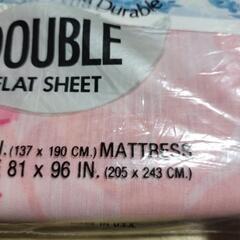 Durable
DOUBLE
FLAT SHEET
(137 x 190 CM.) MATTRESS
81 x 96 IN. (205 x 243 CM.)